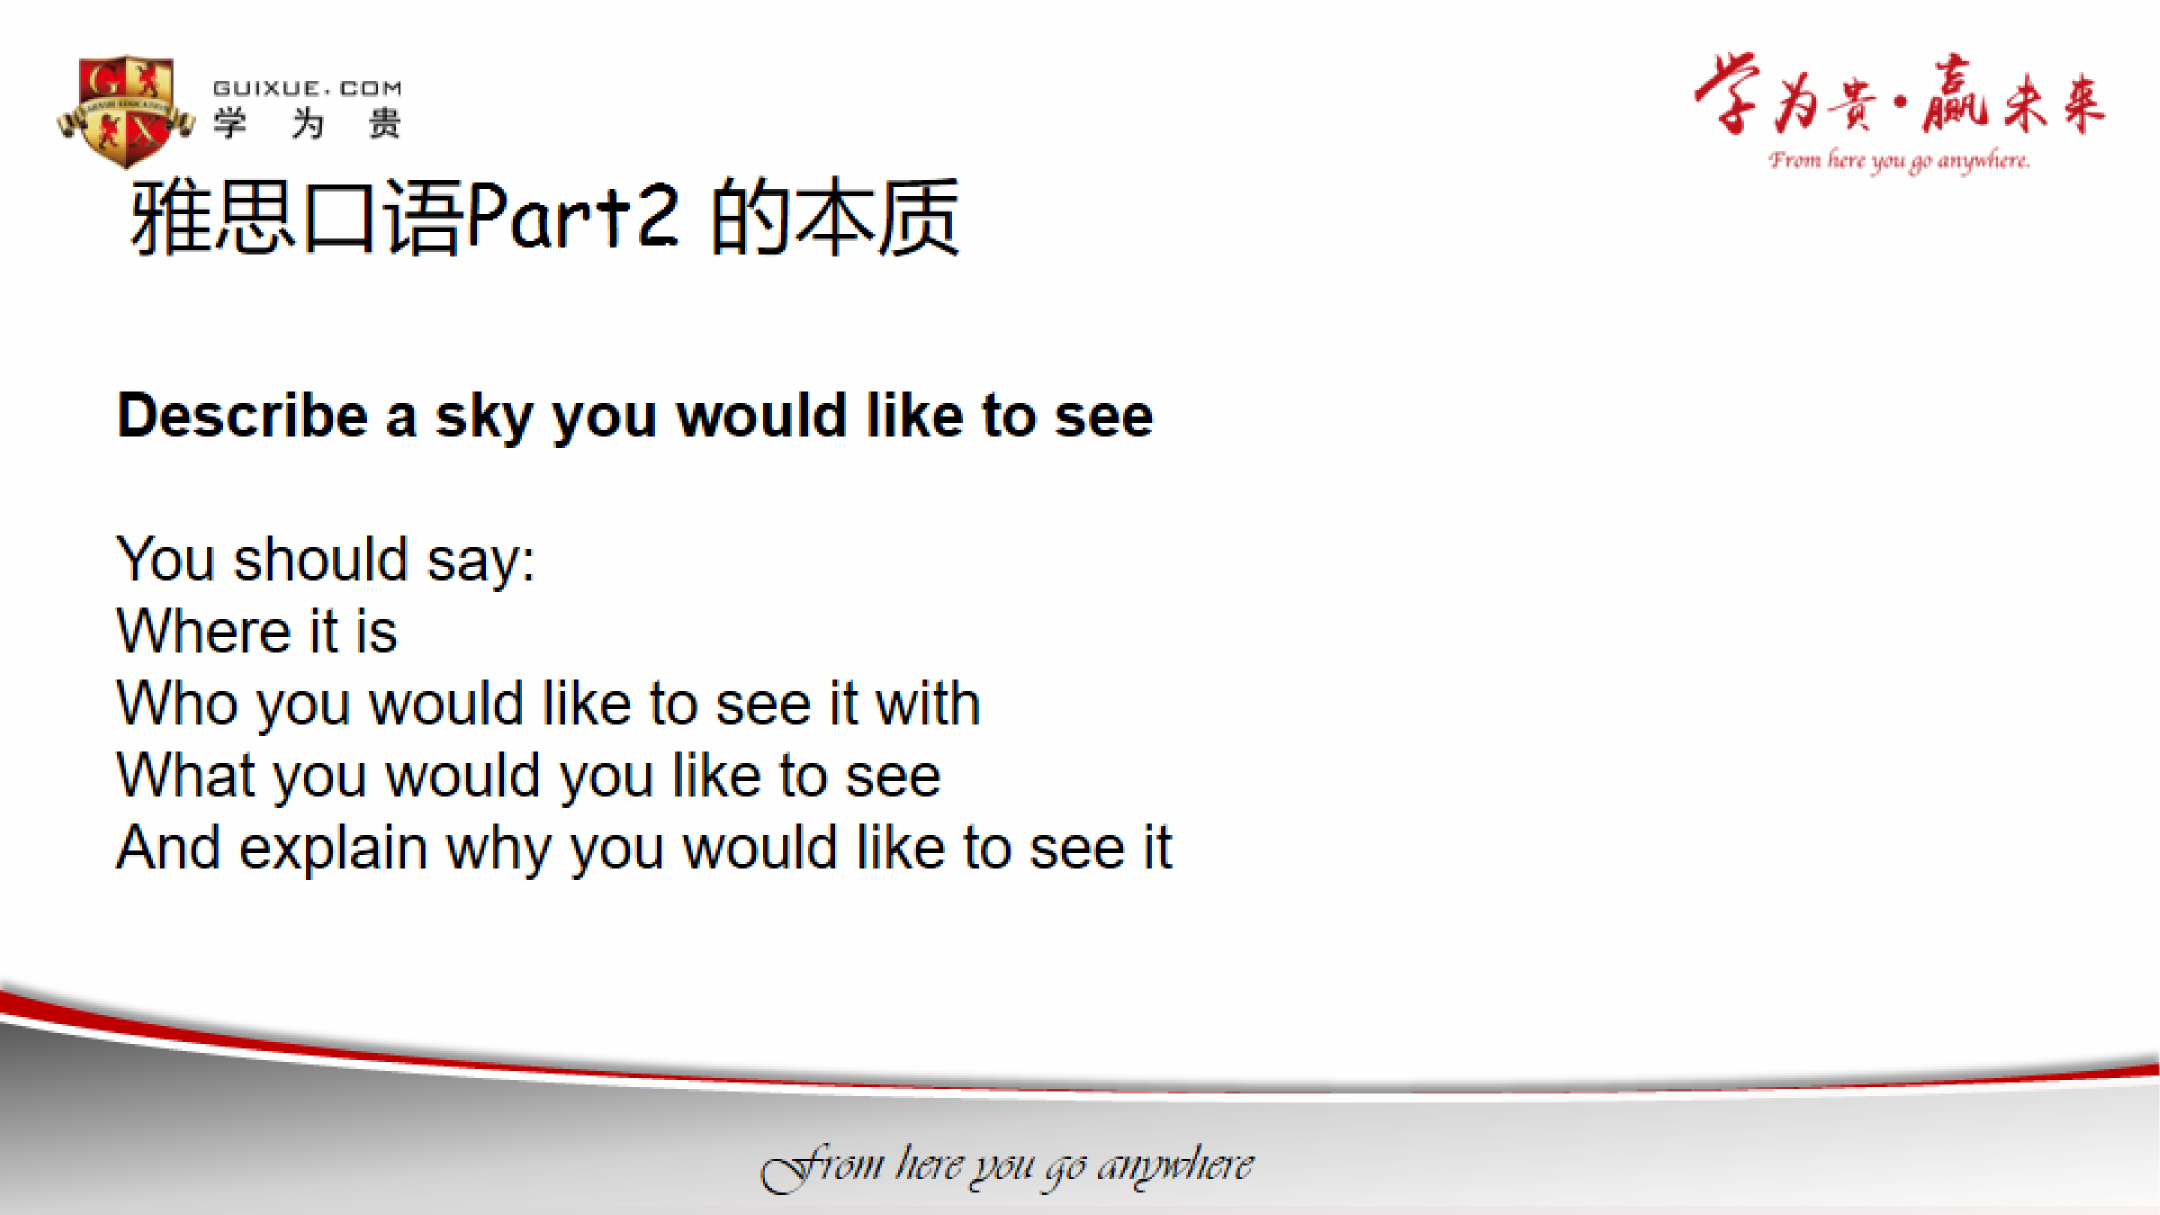 GUIXUE.COM
学为贵
学为贵·赢未来
From here you go anywhere.
雅思口语Part2 的本质
Describe a sky you would like to see
You should say:
Where it is
Who you would like to see it with
What you would you like to see
And explain why you would like to see it
From here you go anywhere